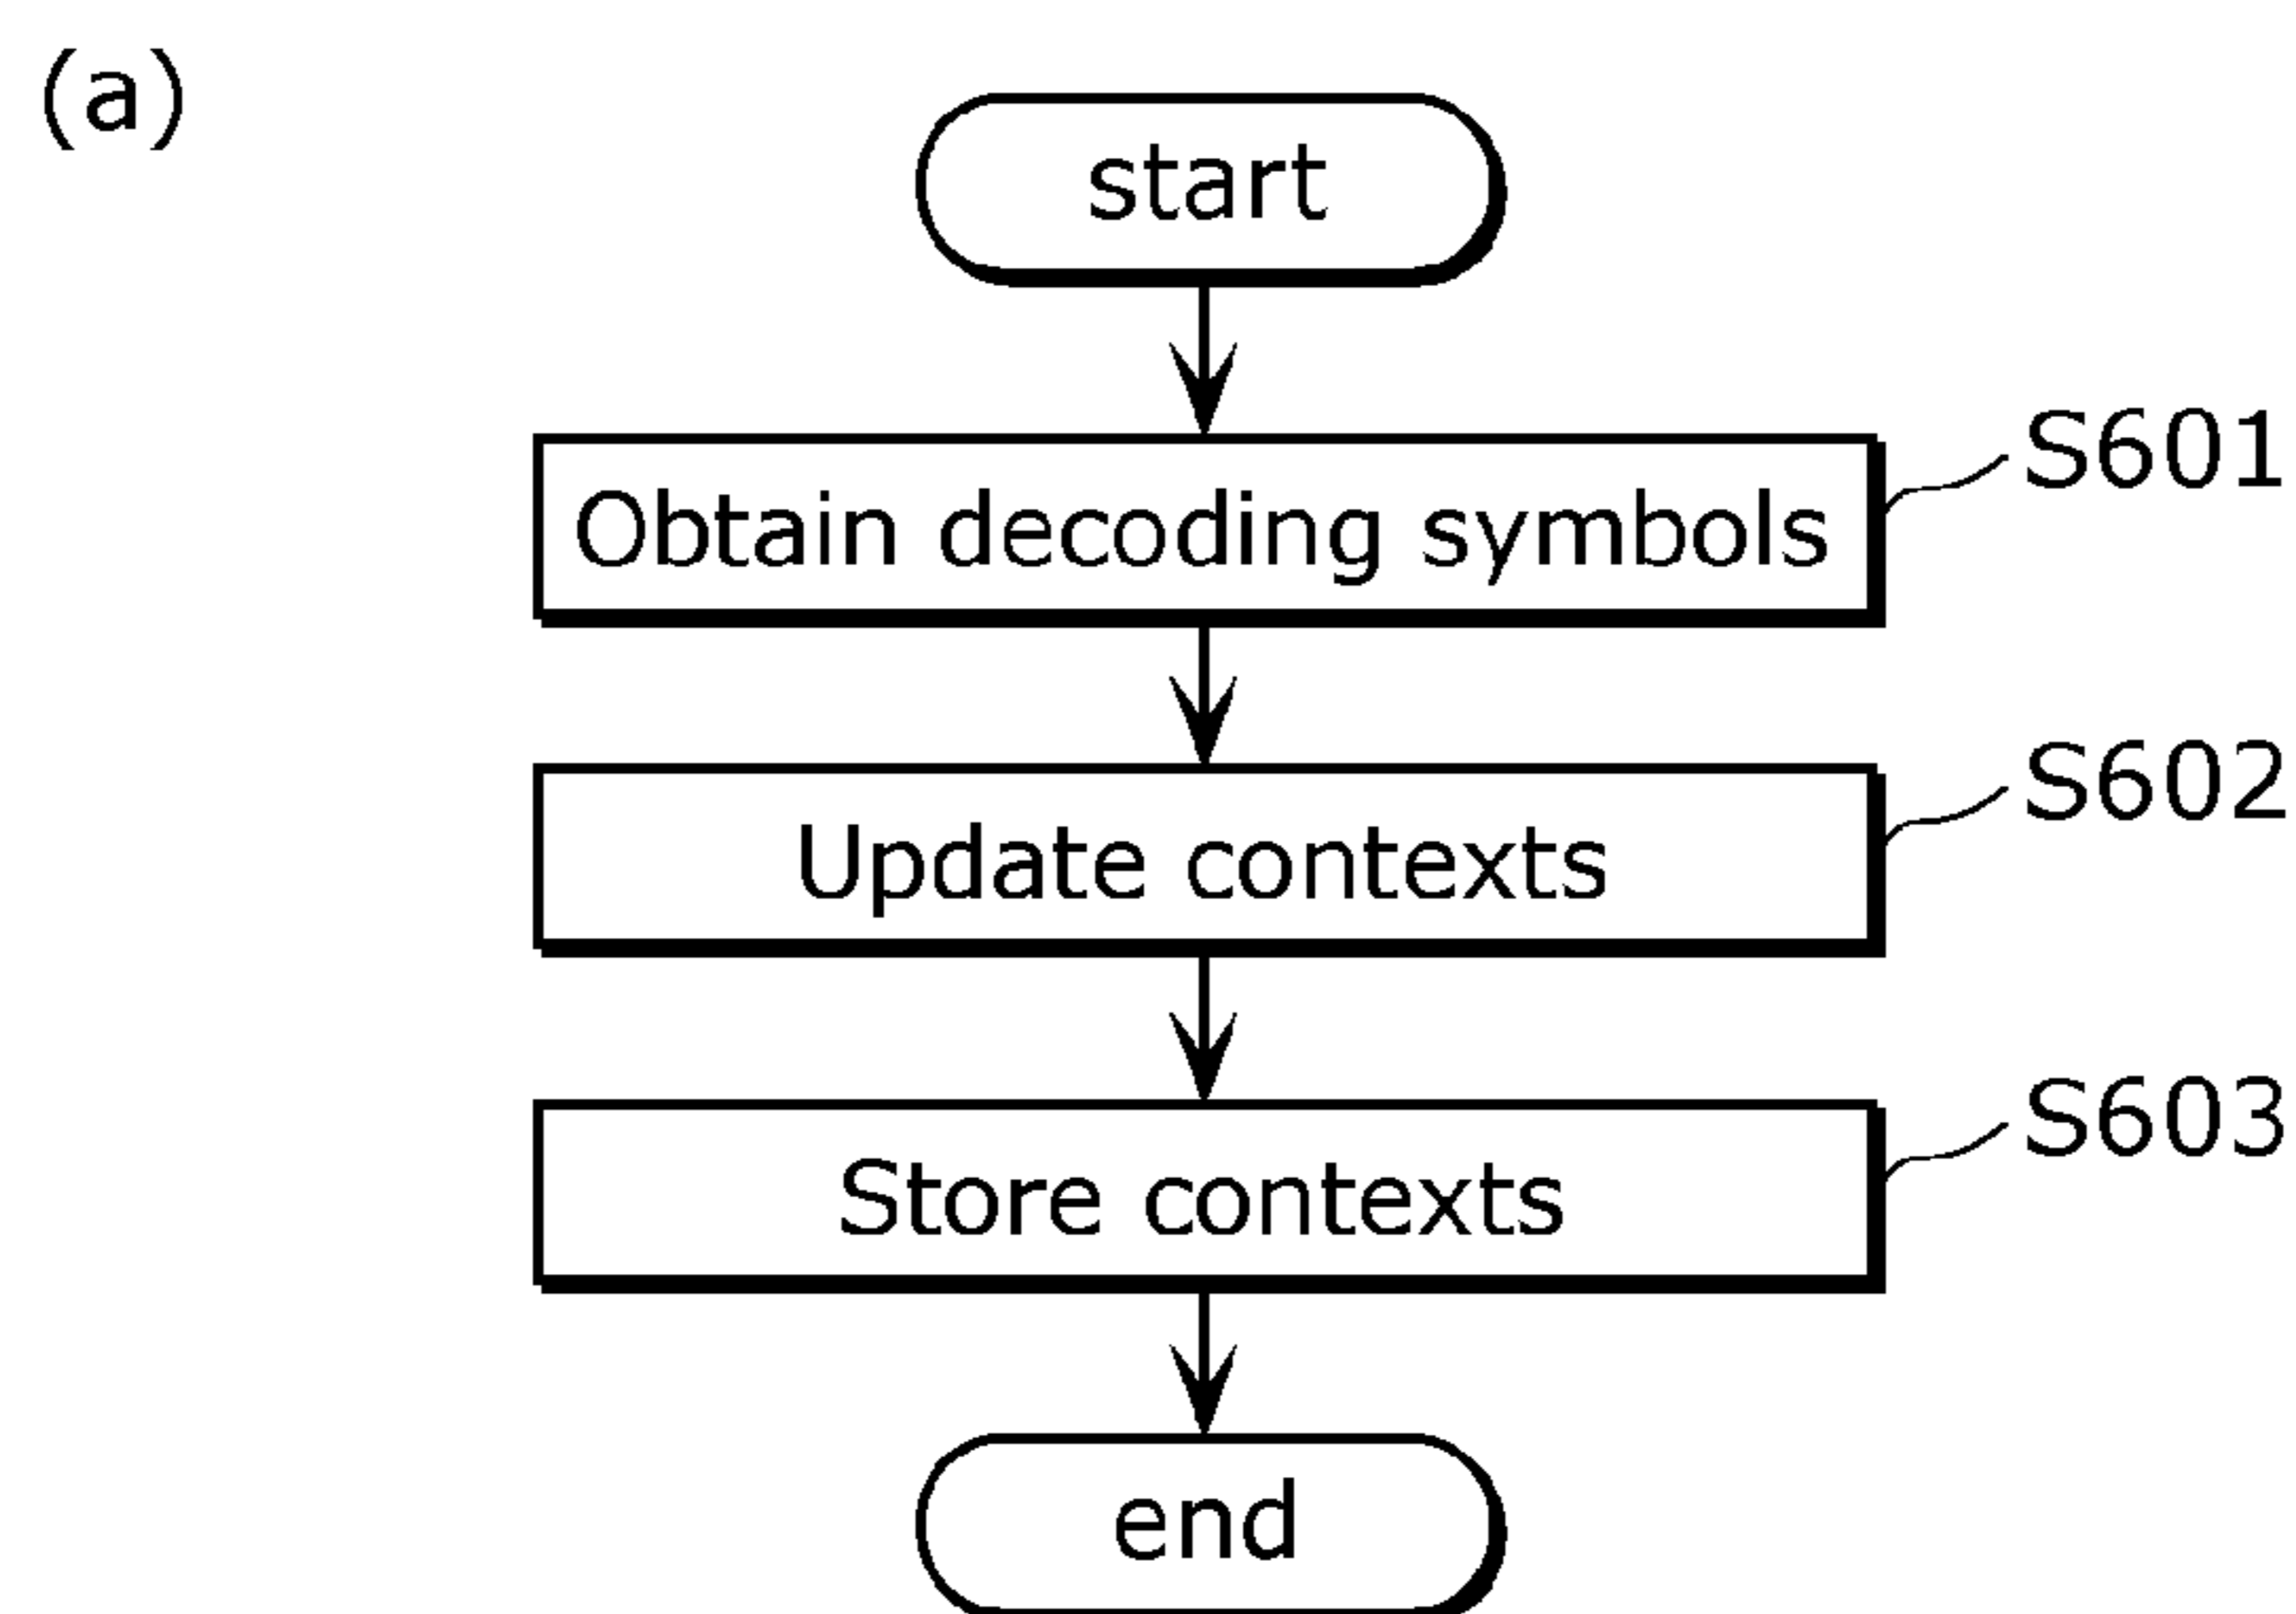 (a)
start
Obtain decoding symbols
S601
Update contexts
S602
Store contexts
S603
end